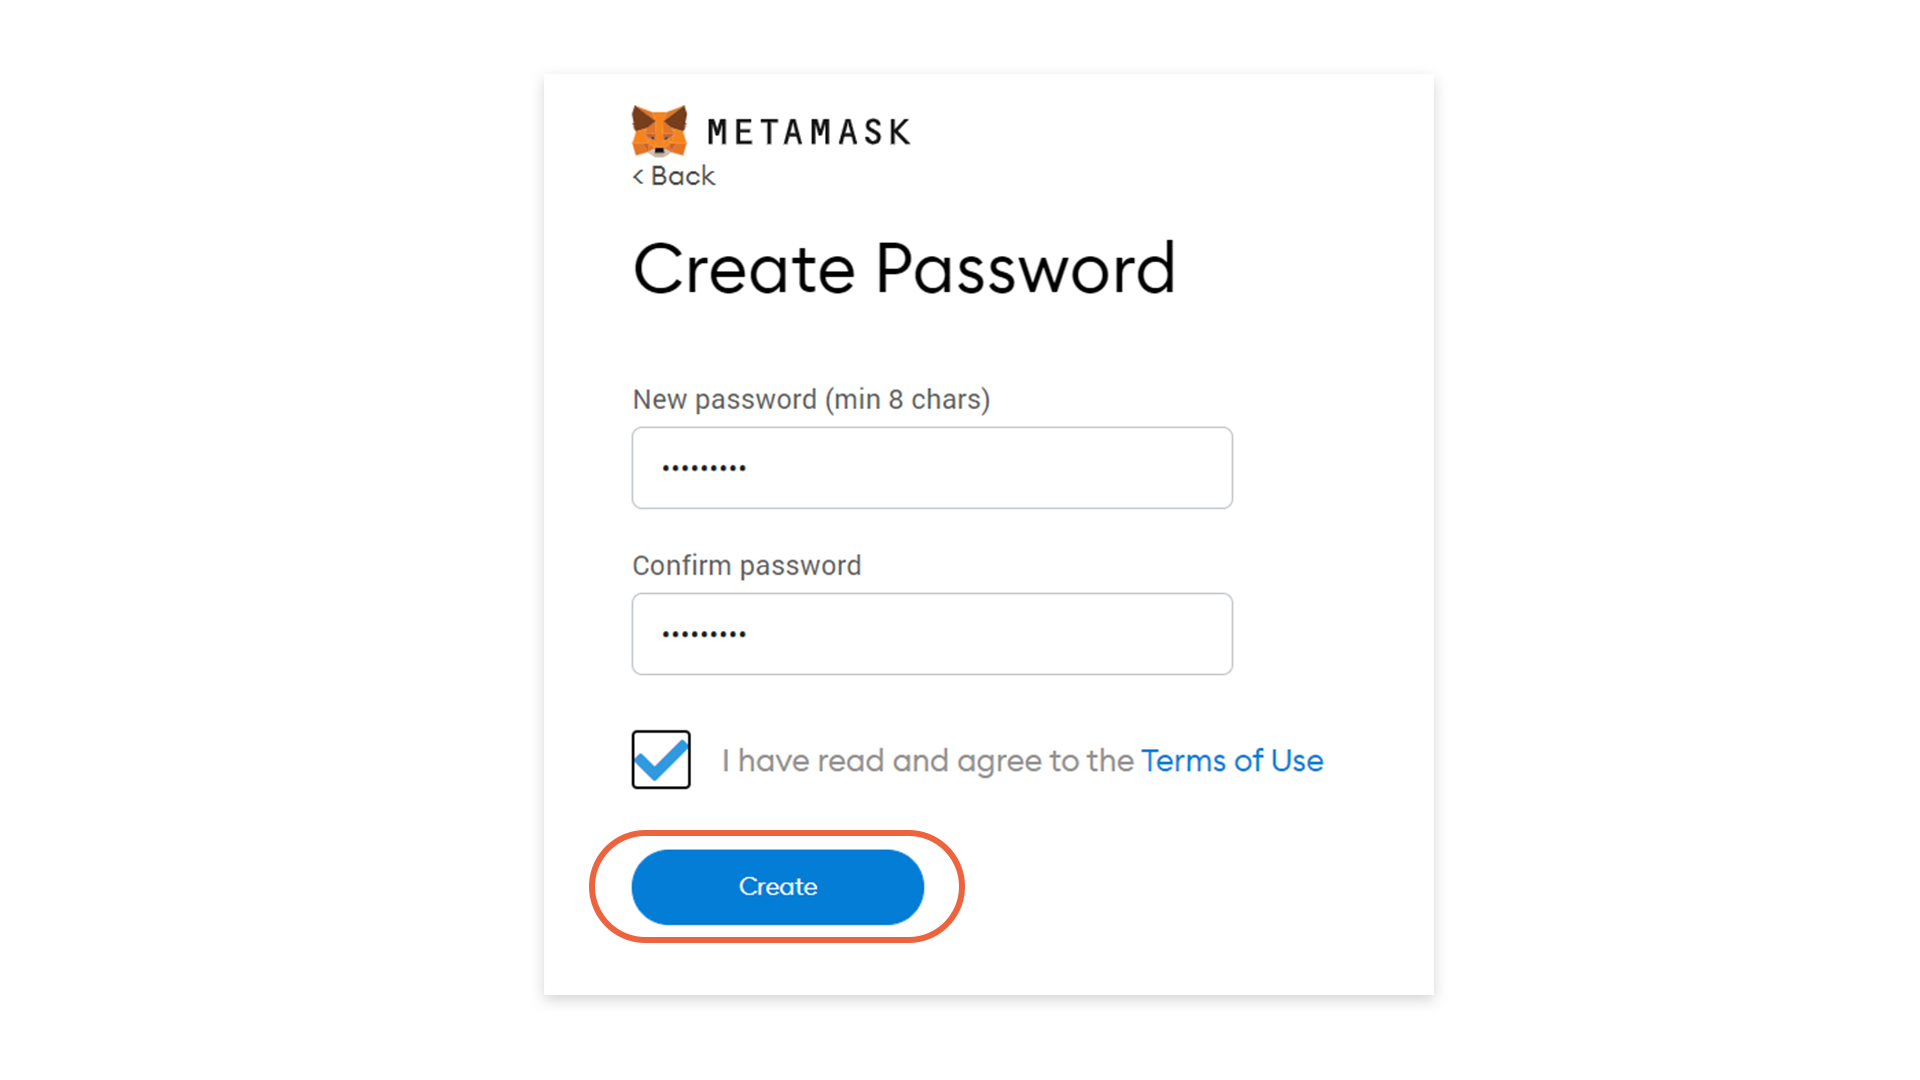 METAMASK
< Back
Create Password
New password (min 8 chars)
•••••••••
Confirm password
•••••••••
I have read and agree to the Terms of Use
Create